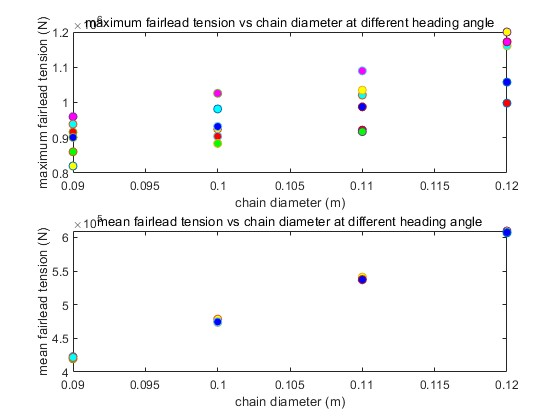 maximum fairlead tension vs chain diameter at different heading angle
×10⁶
1.2
1.1
1
0.9
0.8
maximum fairlead tension (N)
0.09 0.095 0.1 0.105 0.11 0.115 0.12
chain diameter (m)
mean fairlead tension vs chain diameter at different heading angle
×10⁵
6
5.5
5
4.5
4
mean fairlead tension (N)
0.09 0.095 0.1 0.105 0.11 0.115 0.12
chain diameter (m)